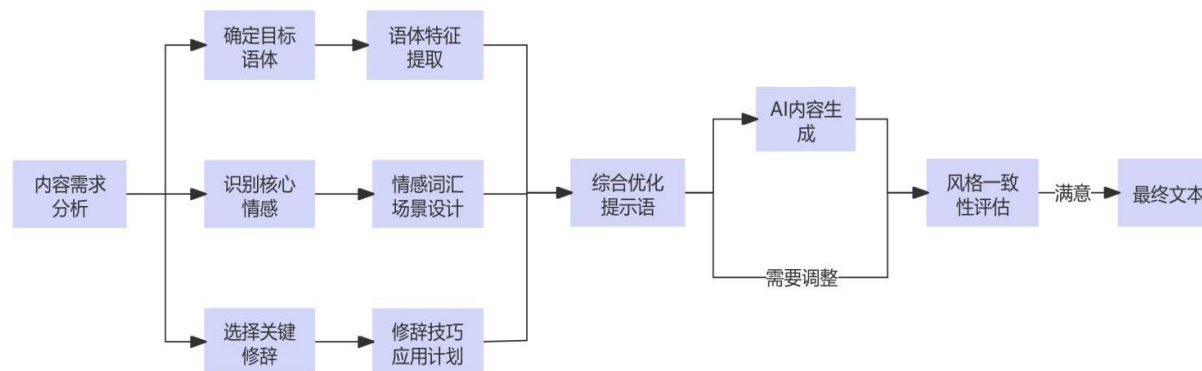 确定目标
语体
语体特征
提取
内容需求
分析
识别核心
情感
情感词汇
场景设计
选择关键
修辞
修辞技巧
应用计划
综合优化
提示语
AI内容生
成
需要调整
风格一致
性评估
满意
最终文本